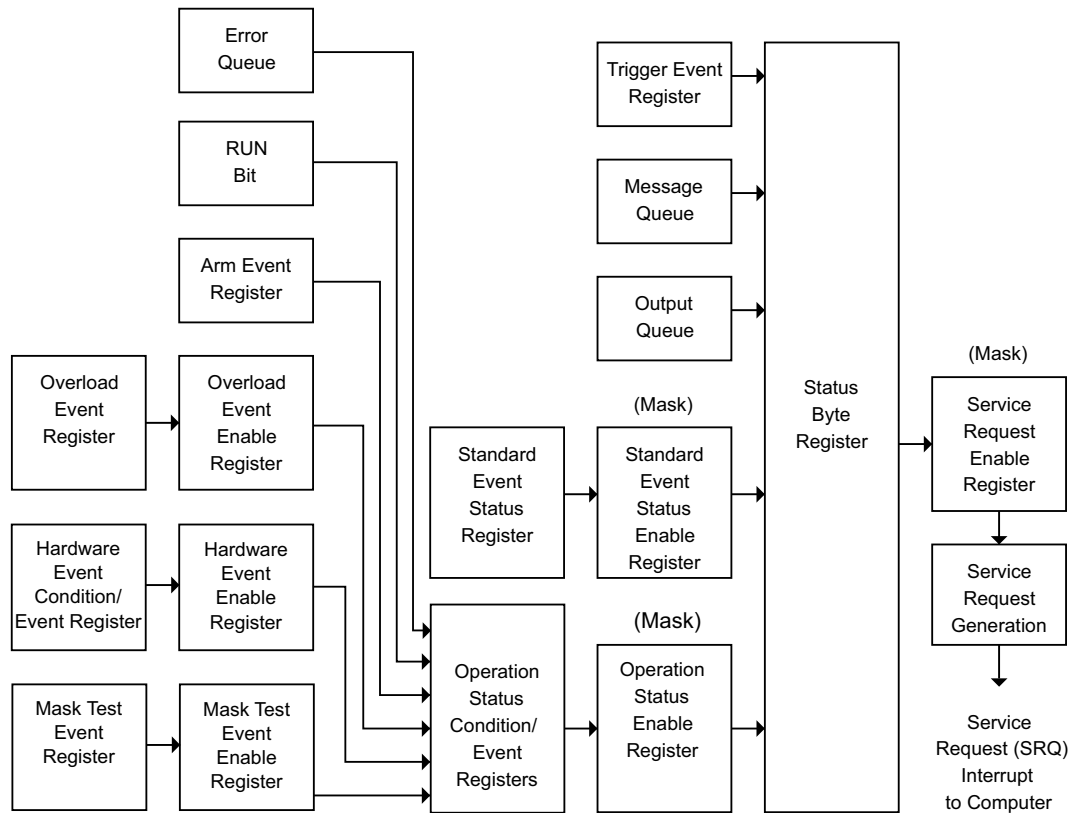 Error
Queue
RUN
Bit
Arm Event
Register
Overload
Event
Register
Overload
Event
Enable
Register
Hardware
Event
Condition/
Event Register
Hardware
Event
Enable
Register
Mask Test
Event
Register
Mask Test
Event
Enable
Register
Standard
Event
Status
Register
Operation
Status
Condition/
Event
Registers
Trigger Event
Register
Message
Queue
Output
Queue
(Mask)
Standard
Event
Status
Enable
Register
(Mask)
Operation
Status
Enable
Register
Status
Byte
Register
(Mask)
Service
Request
Enable
Register
Service
Request
Generation
Service
Request (SRQ)
Interrupt
to Computer